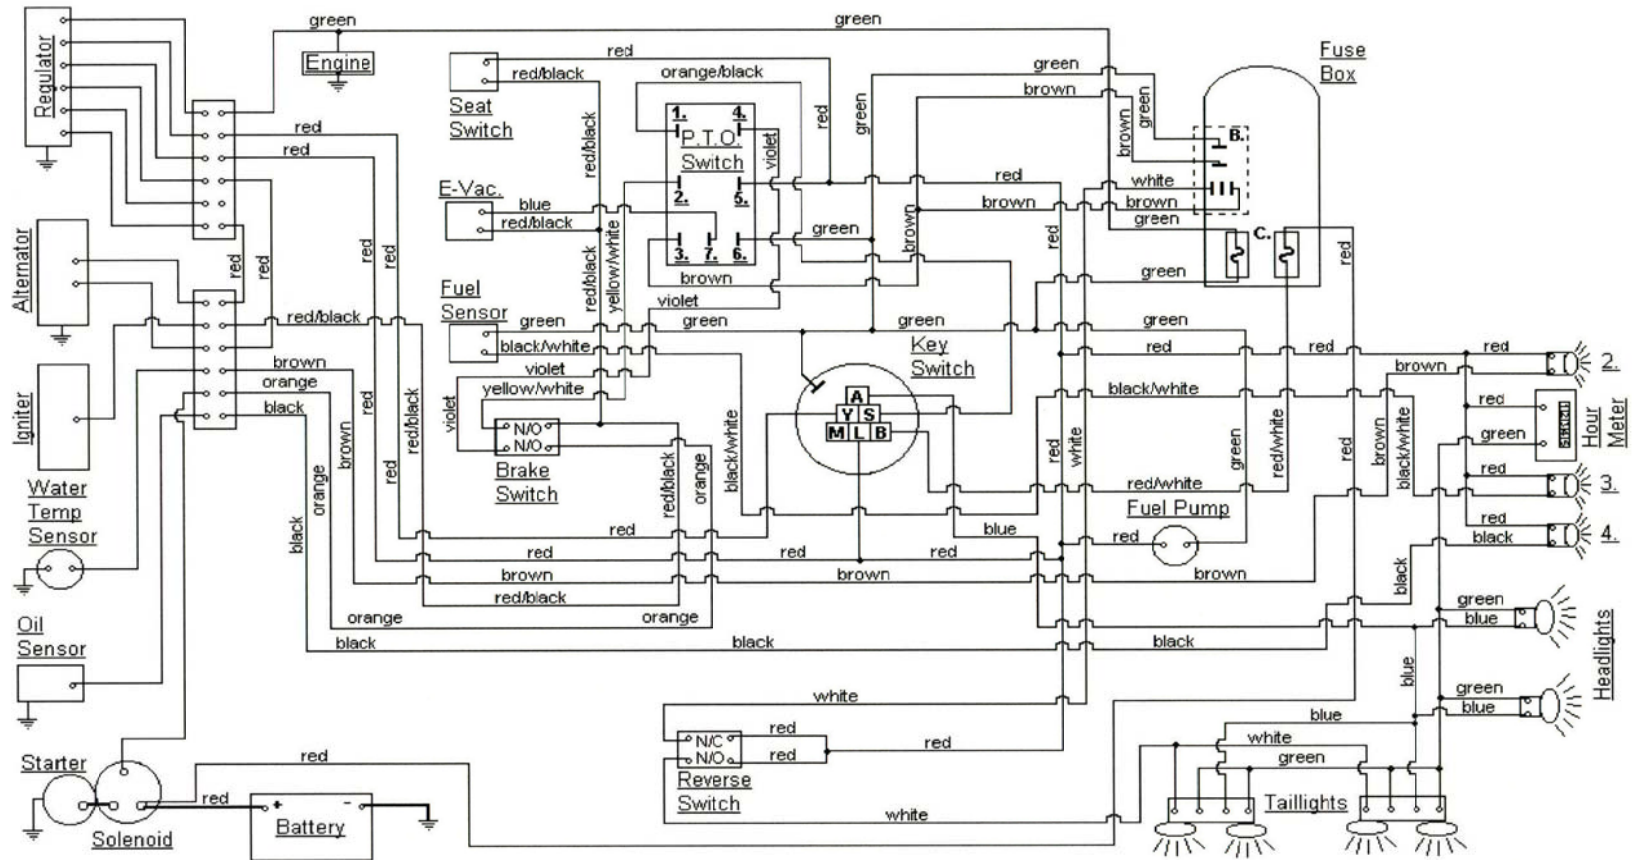 green
green
Fuse
Box
Regulator
Engine
red
red/black
Seat
Switch
orange/black
1.
4.
P.T.O.
Switch
2.
5.
3.
7.
6.
red
green
green
brown
green
brown
B.
red
red
red/black
violet
E-Vac.
blue
red/black
red
white
brown
brown
green
C.
green
brown
red
red
Alternator
red
red
red
red
red/black
yellow/white
brown
green
Fuel
Sensor
violet
green
green
green
green
red/black
black/white
Key
Switch
red
red
red
2.
brown
brown
orange
black
violet
yellow/white
black/white
A
Y
S
M
L
B
red
green
Hour
Meter
Igniter
red
red/black
brown
violet
N/O
N/O
Brake
Switch
black/white
red
white
green
red/white
red
brown
black/white
red
3.
Water
Temp
Sensor
orange
black
red
red/black
orange
red/white
Fuel Pump
red
4.
black
red
blue
red
red
red
red
brown
brown
brown
red/black
black
green
blue
Headlights
Oil
Sensor
orange
orange
black
black
black
blue
green
blue
white
blue
N/C
N/O
red
red
red
white
green
Reverse
Switch
Starter
red
red
Solenoid
+
-
Battery
white
Taillights